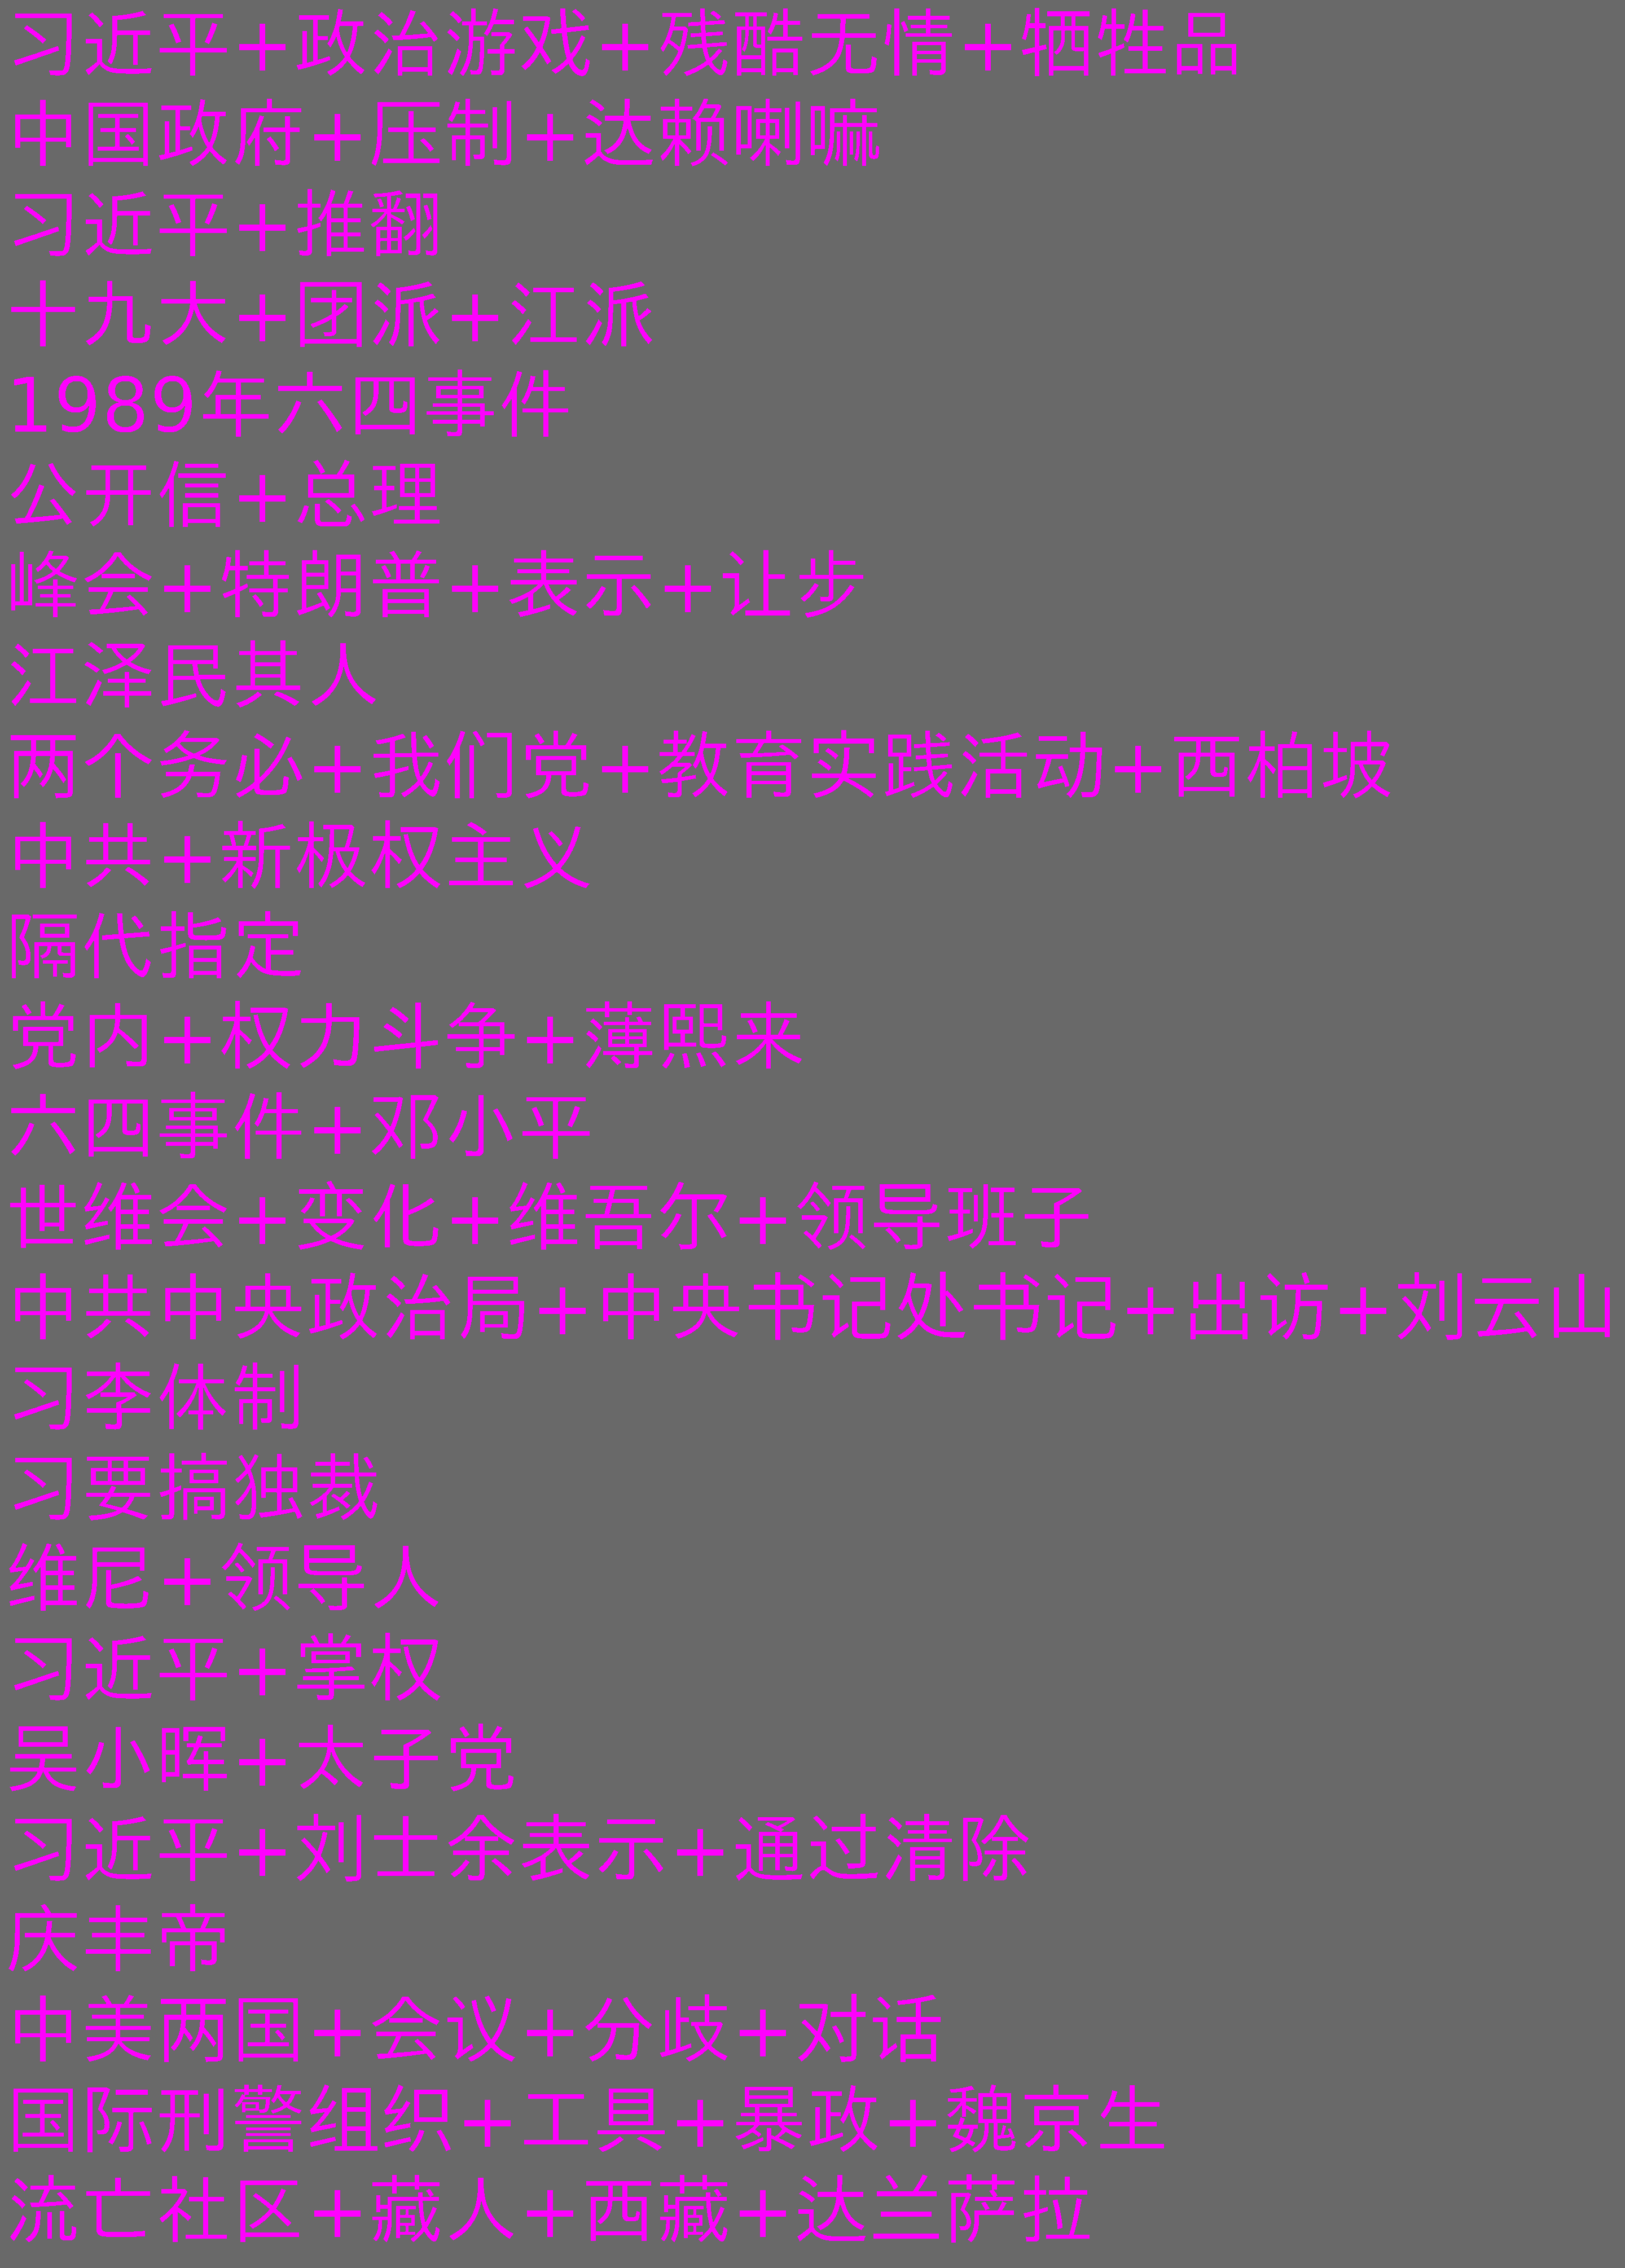 习近平+政治游戏+残酷无情+牺牲品
中国政府+压制+达赖喇嘛
习近平+推翻
十九大+团派+江派
1989年六四事件
公开信+总理
峰会+特朗普+表示+让步
江泽民其人
两个务必+我们党+教育实践活动+西柏坡
中共+新极权主义
隔代指定
党内+权力斗争+薄熙来
六四事件+邓小平
世维会+变化+维吾尔+领导班子
中共中央政治局+中央书记处书记+出访+刘云山
习李体制
习要搞独裁
维尼+领导人
习近平+掌权
吴小晖+太子党
习近平+刘士余表示+通过清除
庆丰帝
中美两国+会议+分歧+对话
国际刑警组织+工具+暴政+魏京生
流亡社区+藏人+西藏+达兰萨拉